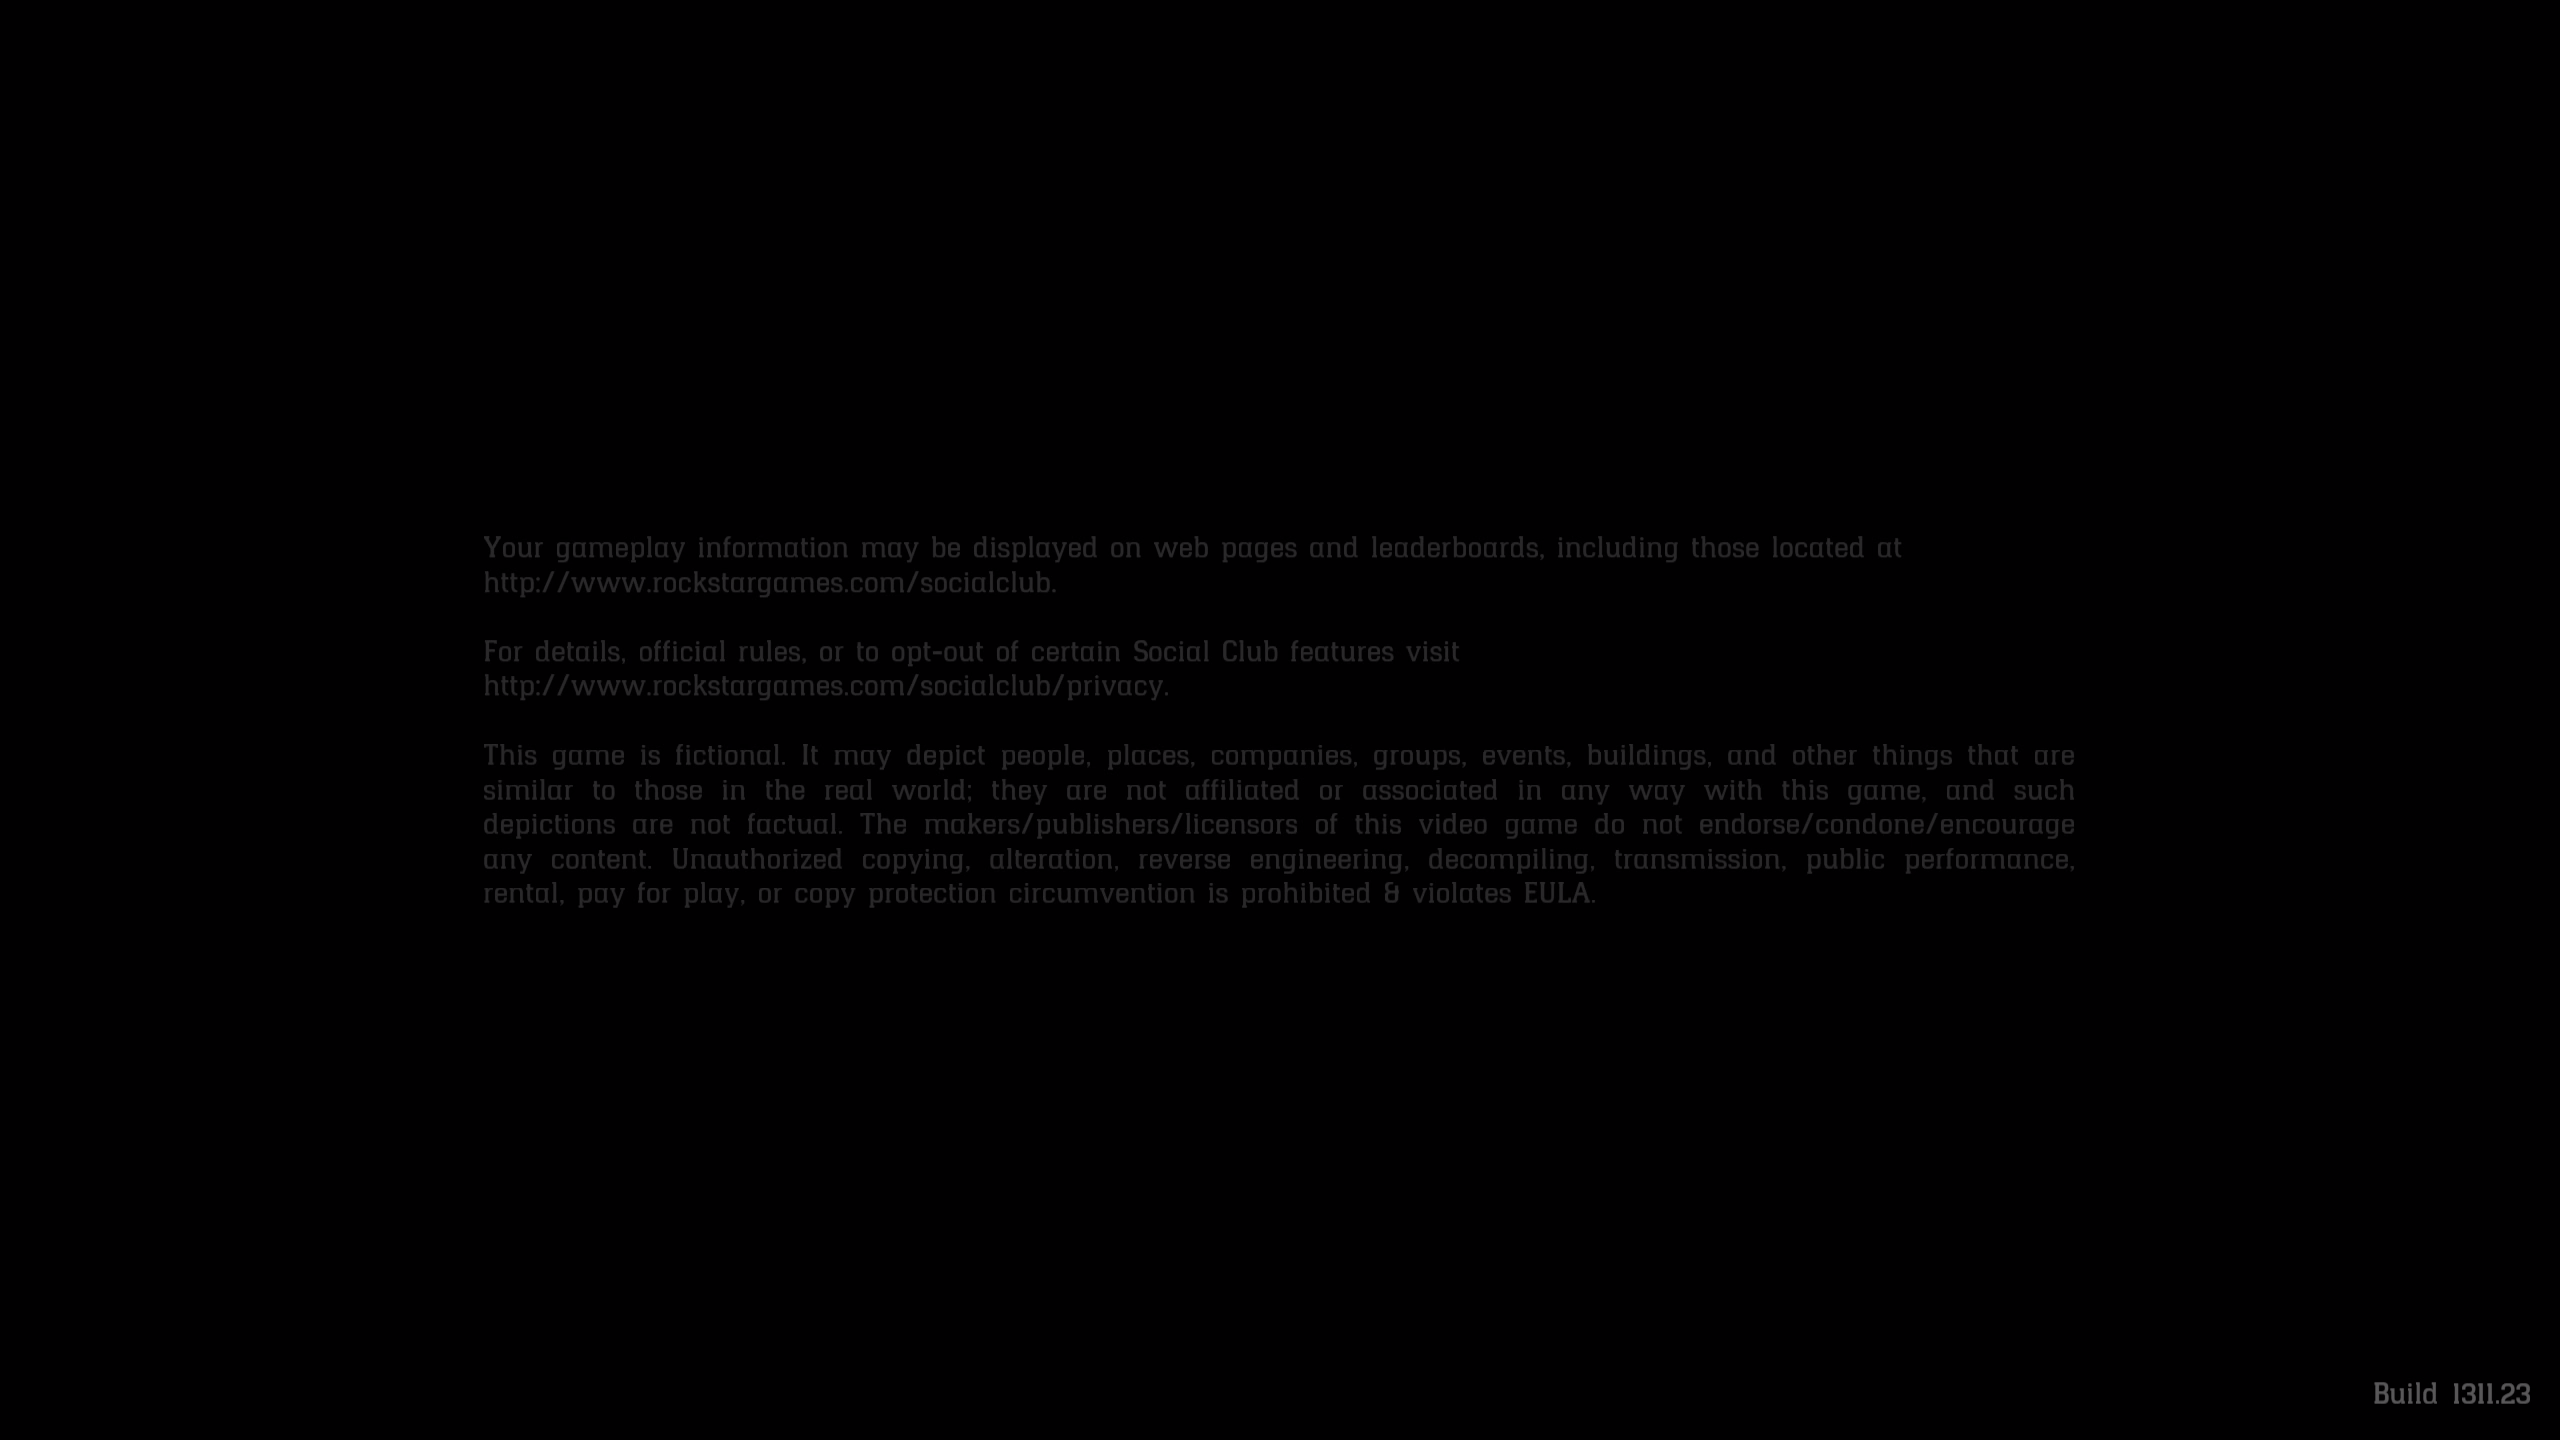 Your gameplay information may be displayed on web pages and leaderboards, including those located at
http://www.rockstargames.com/socialclub.
For details, official rules, or to opt-out of certain Social Club features visit
http://www.rockstargames.com/socialclub/privacy.
This game is fictional. It may depict people, places, companies, groups, events, buildings, and other things that are
similar to those in the real world; they are not affiliated or associated in any way with this game, and such
depictions are not factual. The makers/publishers/licensors of this video game do not endorse/condone/encourage
any content. Unauthorized copying, alteration, reverse engineering, decompiling, transmission, public performance,
rental, pay for play, or copy protection circumvention is prohibited & violates EULA.
Build 1311.23